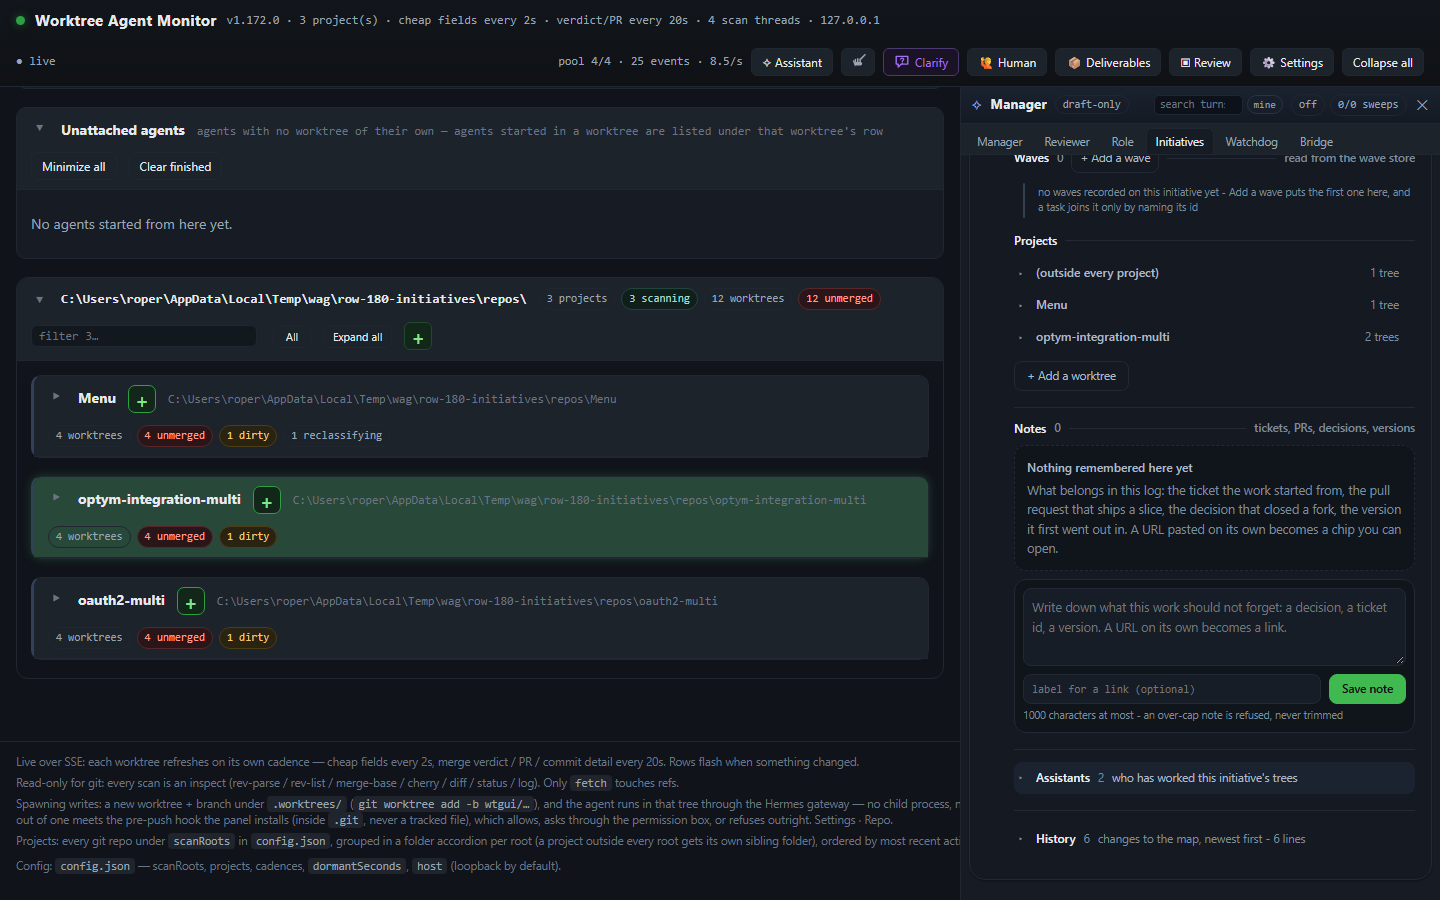 Worktree Agent Monitor v1.172.0 · 3 project(s) · cheap fields every 2s · verdict/PR every 20s · 4 scan threads · 127.0.0.1
live
pool 4/4 · 25 events · 8.5/s
Assistant
Clarify
Human
Deliverables
Review
Settings
Collapse all
Unattached agents agents with no worktree of their own — agents started in a worktree are listed under that worktree's row
Minimize all Clear finished
No agents started from here yet.
C:\Users\roper\AppData\Local\Temp\wag\row-180-initiatives\repos\ 3 projects 3 scanning 12 worktrees 12 unmerged
filter 3… All Expand all +
Menu + C:\Users\roper\AppData\Local\Temp\wag\row-180-initiatives\repos\Menu
4 worktrees 4 unmerged 1 dirty 1 reclassifying
optym-integration-multi + C:\Users\roper\AppData\Local\Temp\wag\row-180-initiatives\repos\optym-integration-multi
4 worktrees 4 unmerged 1 dirty
oauth2-multi + C:\Users\roper\AppData\Local\Temp\wag\row-180-initiatives\repos\oauth2-multi
4 worktrees 4 unmerged 1 dirty
Live over SSE: each worktree refreshes on its own cadence — cheap fields every 2s, merge verdict / PR / commit detail every 20s. Rows flash when something changed.
Read-only for git: every scan is an inspect (rev-parse / rev-list / merge-base / cherry / diff / status / log). Only fetch touches refs.
Spawning writes: a new worktree + branch under .worktrees/ ( git worktree add -b wtgui/… ), and the agent runs in that tree through the Hermes gateway — no child process, n
out of one meets the pre-push hook the panel installs (inside .git, never a tracked file), which allows, asks through the permission box, or refuses outright. Settings · Repo.
Projects: every git repo under scanRoots in config.json, grouped in a folder accordion per root (a project outside every root gets its own sibling folder), ordered by most recent acti
Config: config.json — scanRoots, projects, cadences, dormantSeconds, host (loopback by default).
Manager draft-only search turn: mine off 0/0 sweeps
Manager Reviewer Role Initiatives Watchdog Bridge
Waves 0 + Add a wave read from the wave store
no waves recorded on this initiative yet - Add a wave puts the first one here, and
a task joins it only by naming its id
Projects
(outside every project) 1 tree
Menu 1 tree
optym-integration-multi 2 trees
+ Add a worktree
Notes 0 tickets, PRs, decisions, versions
Nothing remembered here yet
What belongs in this log: the ticket the work started from, the pull
request that ships a slice, the decision that closed a fork, the version
it first went out in. A URL pasted on its own becomes a chip you can
open.
Write down what this work should not forget: a decision, a ticket
id, a version. A URL on its own becomes a link.
label for a link (optional) Save note
1000 characters at most - an over-cap note is refused, never trimmed
Assistants 2 who has worked this initiative's trees
History 6 changes to the map, newest first - 6 lines